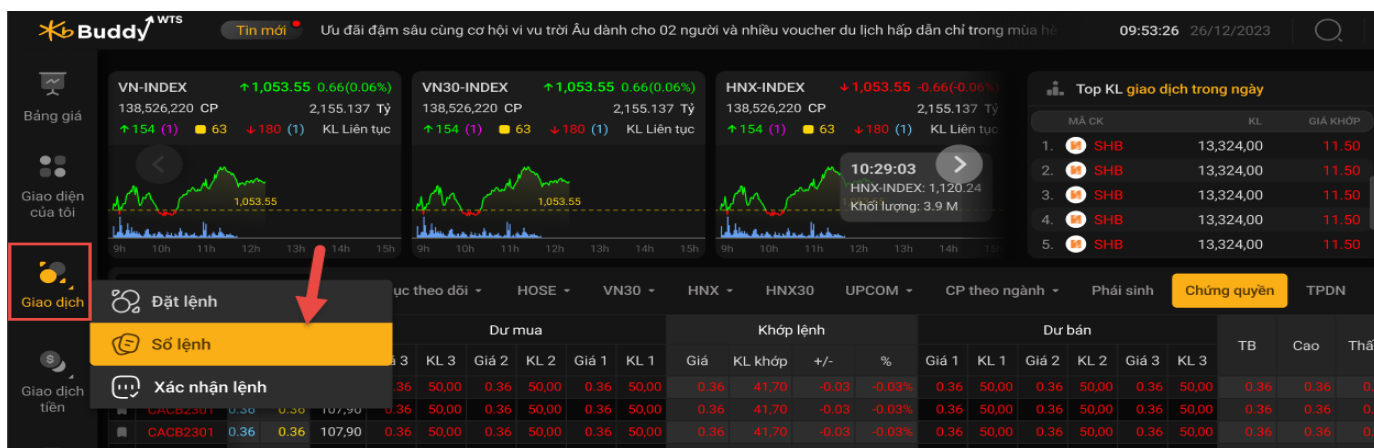 KB Buddy WTS
Tin mới
Ưu đãi đậm sâu cùng cơ hội vi vu trời Âu dành cho 02 người và nhiều voucher du lịch hấp dẫn chỉ trong mùa hè
09:53:26 26/12/2023
Bảng giá
Giao diện của tôi
Giao dịch
Giao dịch tiền
VN-INDEX ↑1,053.55 0.66(0.06%)
138,526,220 CP 2,155.137 Tỷ
↑154 (1) 63 ↓180 (1) KL Liên tục
1,053.55
9h 10h 11h 12h 13h 14h 15h
VN30-INDEX ↑1,053.55 0.66(0.06%)
138,526,220 CP 2,155.137 Tỷ
↑154 (1) 63 ↓180 (1) KL Liên tục
1,053.55
9h 10h 11h 12h 13h 14h 15h
HNX-INDEX ↓1,053.55 -0.66(-0.06%)
138,526,220 CP 2,155.137 Tỷ
↑154 (1) 63 ↓180 (1) KL Liên tục
10:29:03
HNX-INDEX: 1,120.24
Khối lượng: 3.9 M
9h 10h 11h 12h 13h 14h
Top KL giao dịch trong ngày
MÃ CK KL GIÁ KHỚP
1. SHB 13,324,00 11.50
2. SHB 13,324,00 11.50
3. SHB 13,324,00 11.50
4. SHB 13,324,00 11.50
5. SHB 13,324,00 11.50
Đặt lệnh
Sổ lệnh
Xác nhận lệnh
ục theo dõi HOSE VN30 HNX HNX30 UPCOM CP theo ngành Phái sinh Chứng quyền TPDN
Dư mua Khớp lệnh Dư bán TB Cao Thấ
3 KL 3 Giá 2 KL 2 Giá 1 KL 1 Giá KL khớp +/- % Giá 1 KL 1 Giá 2 KL 2 Giá 3 KL 3
.36 50,00 0.36 50,00 0.36 50,00 0.36 41,70 -0.03 -0.03% 0.36 50,00 0.36 50,00 0.36 50,00 0.36 0.36 0.
CACB2301 0.36 0.36 107,90 0.36 50,00 0.36 50,00 0.36 50,00 0.36 41,70 -0.03 -0.03% 0.36 50,00 0.36 50,00 0.36 50,00 0.36 0.36 0.
CACB2301 0.36 0.36 107,90 0.36 50,00 0.36 50,00 0.36 50,00 0.36 41,70 -0.03 -0.03% 0.36 50,00 0.36 50,00 0.36 50,00 0.36 0.36 0.